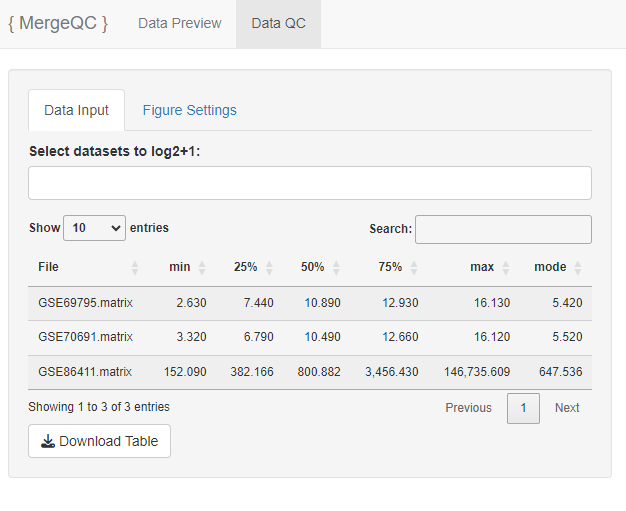 { MergeQC } Data Preview Data QC
Data Input Figure Settings
Select datasets to log2+1:
Show 10 entries Search:
File min 25% 50% 75% max mode
GSE69795.matrix 2.630 7.440 10.890 12.930 16.130 5.420
GSE70691.matrix 3.320 6.790 10.490 12.660 16.120 5.520
GSE86411.matrix 152.090 382.166 800.882 3,456.430 146,735.609 647.536
Showing 1 to 3 of 3 entries Previous 1 Next
Download Table